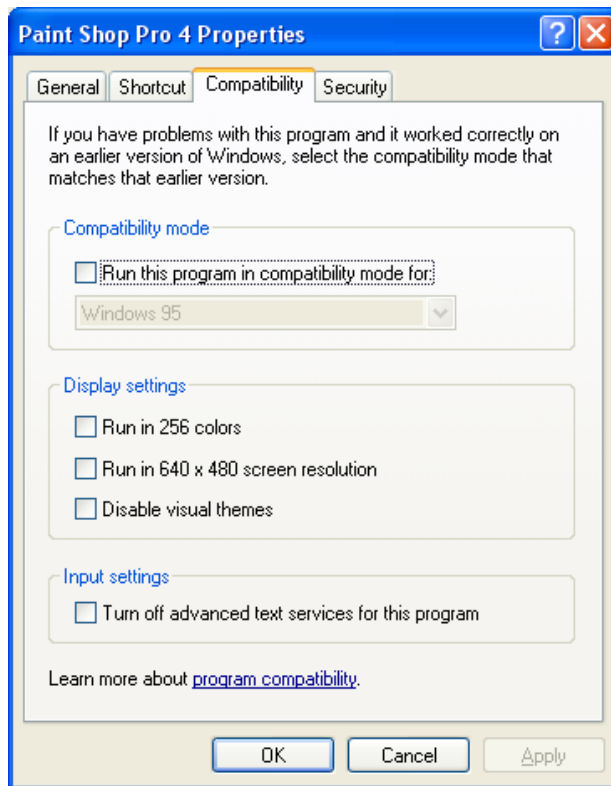 Paint Shop Pro 4 Properties
General Shortcut Compatibility Security
If you have problems with this program and it worked correctly on
an earlier version of Windows, select the compatibility mode that
matches that earlier version.
Compatibility mode
Run this program in compatibility mode for:
Windows 95
Display settings
Run in 256 colors
Run in 640 x 480 screen resolution
Disable visual themes
Input settings
Turn off advanced text services for this program
Learn more about program compatibility.
OK Cancel Apply